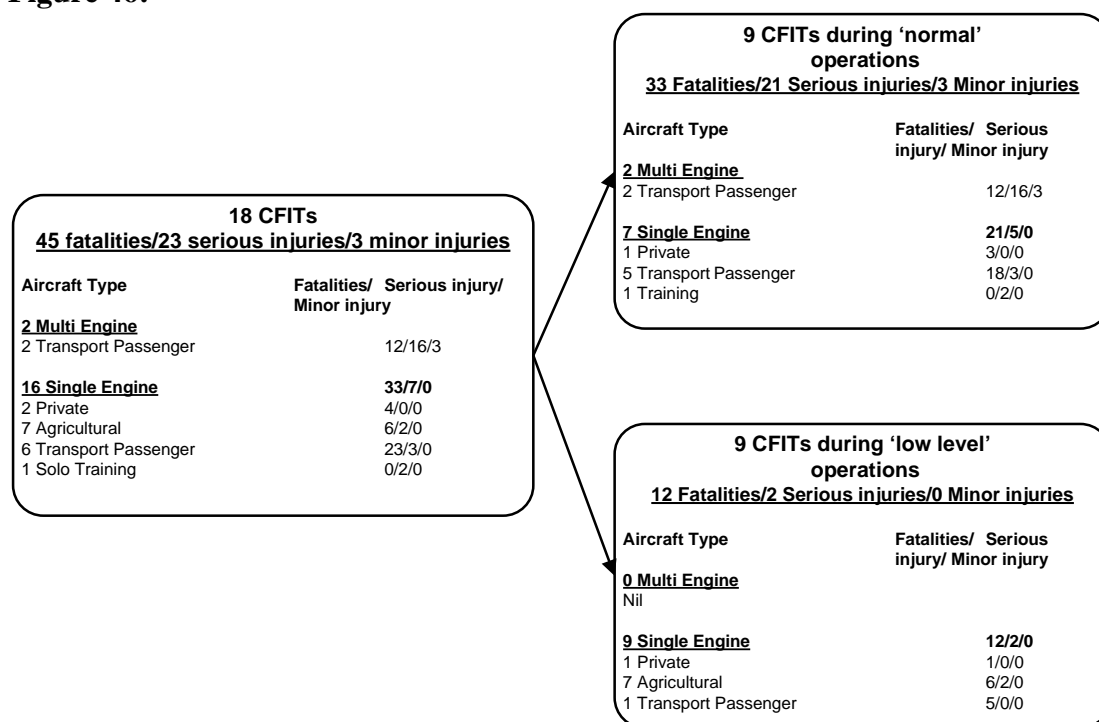 Figure 46:
18 CFITs
45 fatalities/23 serious injuries/3 minor injuries
Aircraft Type Fatalities/ Serious injury/
Minor injury
2 Multi Engine
2 Transport Passenger 12/16/3
16 Single Engine 33/7/0
2 Private 4/0/0
7 Agricultural 6/2/0
6 Transport Passenger 23/3/0
1 Solo Training 0/2/0
9 CFITs during ‘normal’
operations
33 Fatalities/21 Serious injuries/3 Minor injuries
Aircraft Type Fatalities/ Serious
injury/ Minor injury
2 Multi Engine
2 Transport Passenger 12/16/3
7 Single Engine 21/5/0
1 Private 3/0/0
5 Transport Passenger 18/3/0
1 Training 0/2/0
9 CFITs during ‘low level’
operations
12 Fatalities/2 Serious injuries/0 Minor injuries
Aircraft Type Fatalities/ Serious
injury/ Minor injury
0 Multi Engine
Nil
9 Single Engine 12/2/0
1 Private 1/0/0
7 Agricultural 6/2/0
1 Transport Passenger 5/0/0